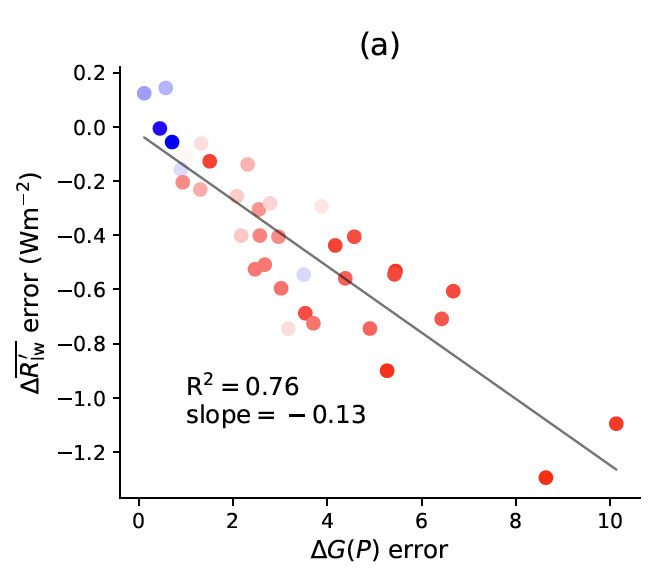 (a)
0.2
0.0
−0.2
−0.4
−0.6
−0.8
−1.0
−1.2
Δ\overline{R'_{lw}} error (Wm⁻²)
R² = 0.76
slope = −0.13
0 2 4 6 8 10
ΔG(P) error